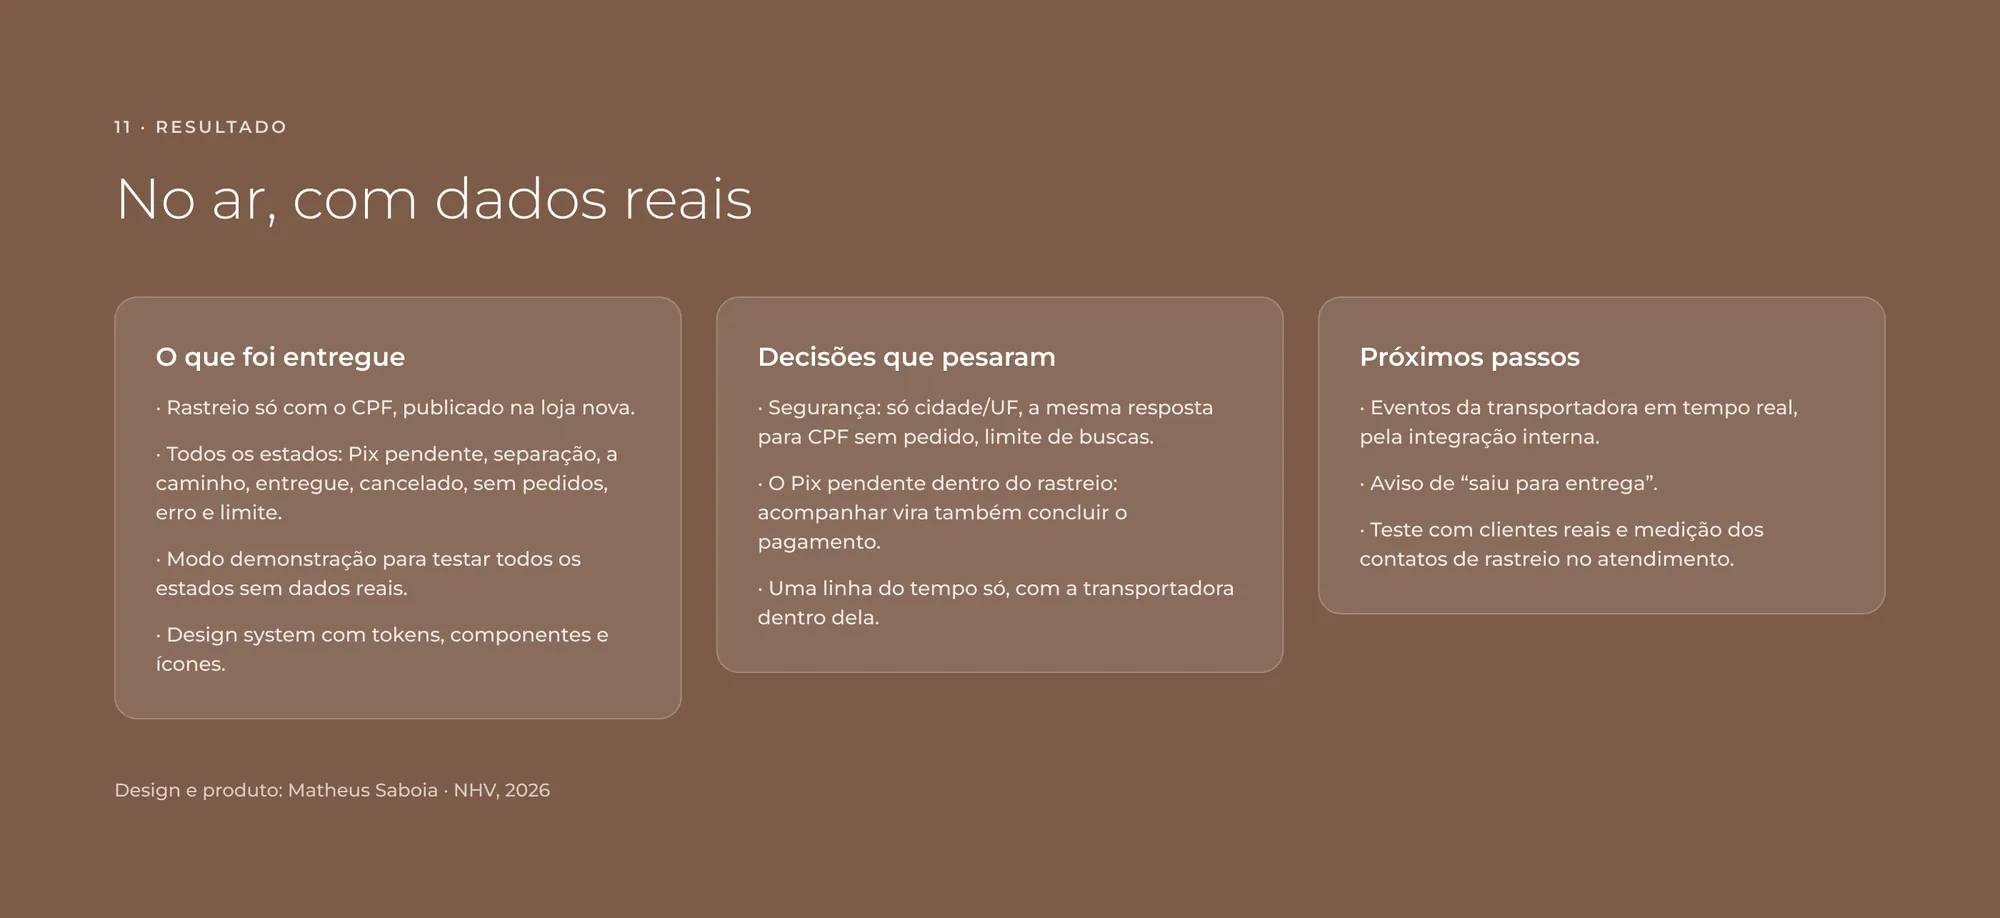 11 · RESULTADO
No ar, com dados reais
O que foi entregue
· Rastreio só com o CPF, publicado na loja nova.
· Todos os estados: Pix pendente, separação, a
caminho, entregue, cancelado, sem pedidos,
erro e limite.
· Modo demonstração para testar todos os
estados sem dados reais.
· Design system com tokens, componentes e
ícones.
Decisões que pesaram
· Segurança: só cidade/UF, a mesma resposta
para CPF sem pedido, limite de buscas.
· O Pix pendente dentro do rastreio:
acompanhar vira também concluir o
pagamento.
· Uma linha do tempo só, com a transportadora
dentro dela.
Próximos passos
· Eventos da transportadora em tempo real,
pela integração interna.
· Aviso de “saiu para entrega”.
· Teste com clientes reais e medição dos
contatos de rastreio no atendimento.
Design e produto: Matheus Saboia · NHV, 2026